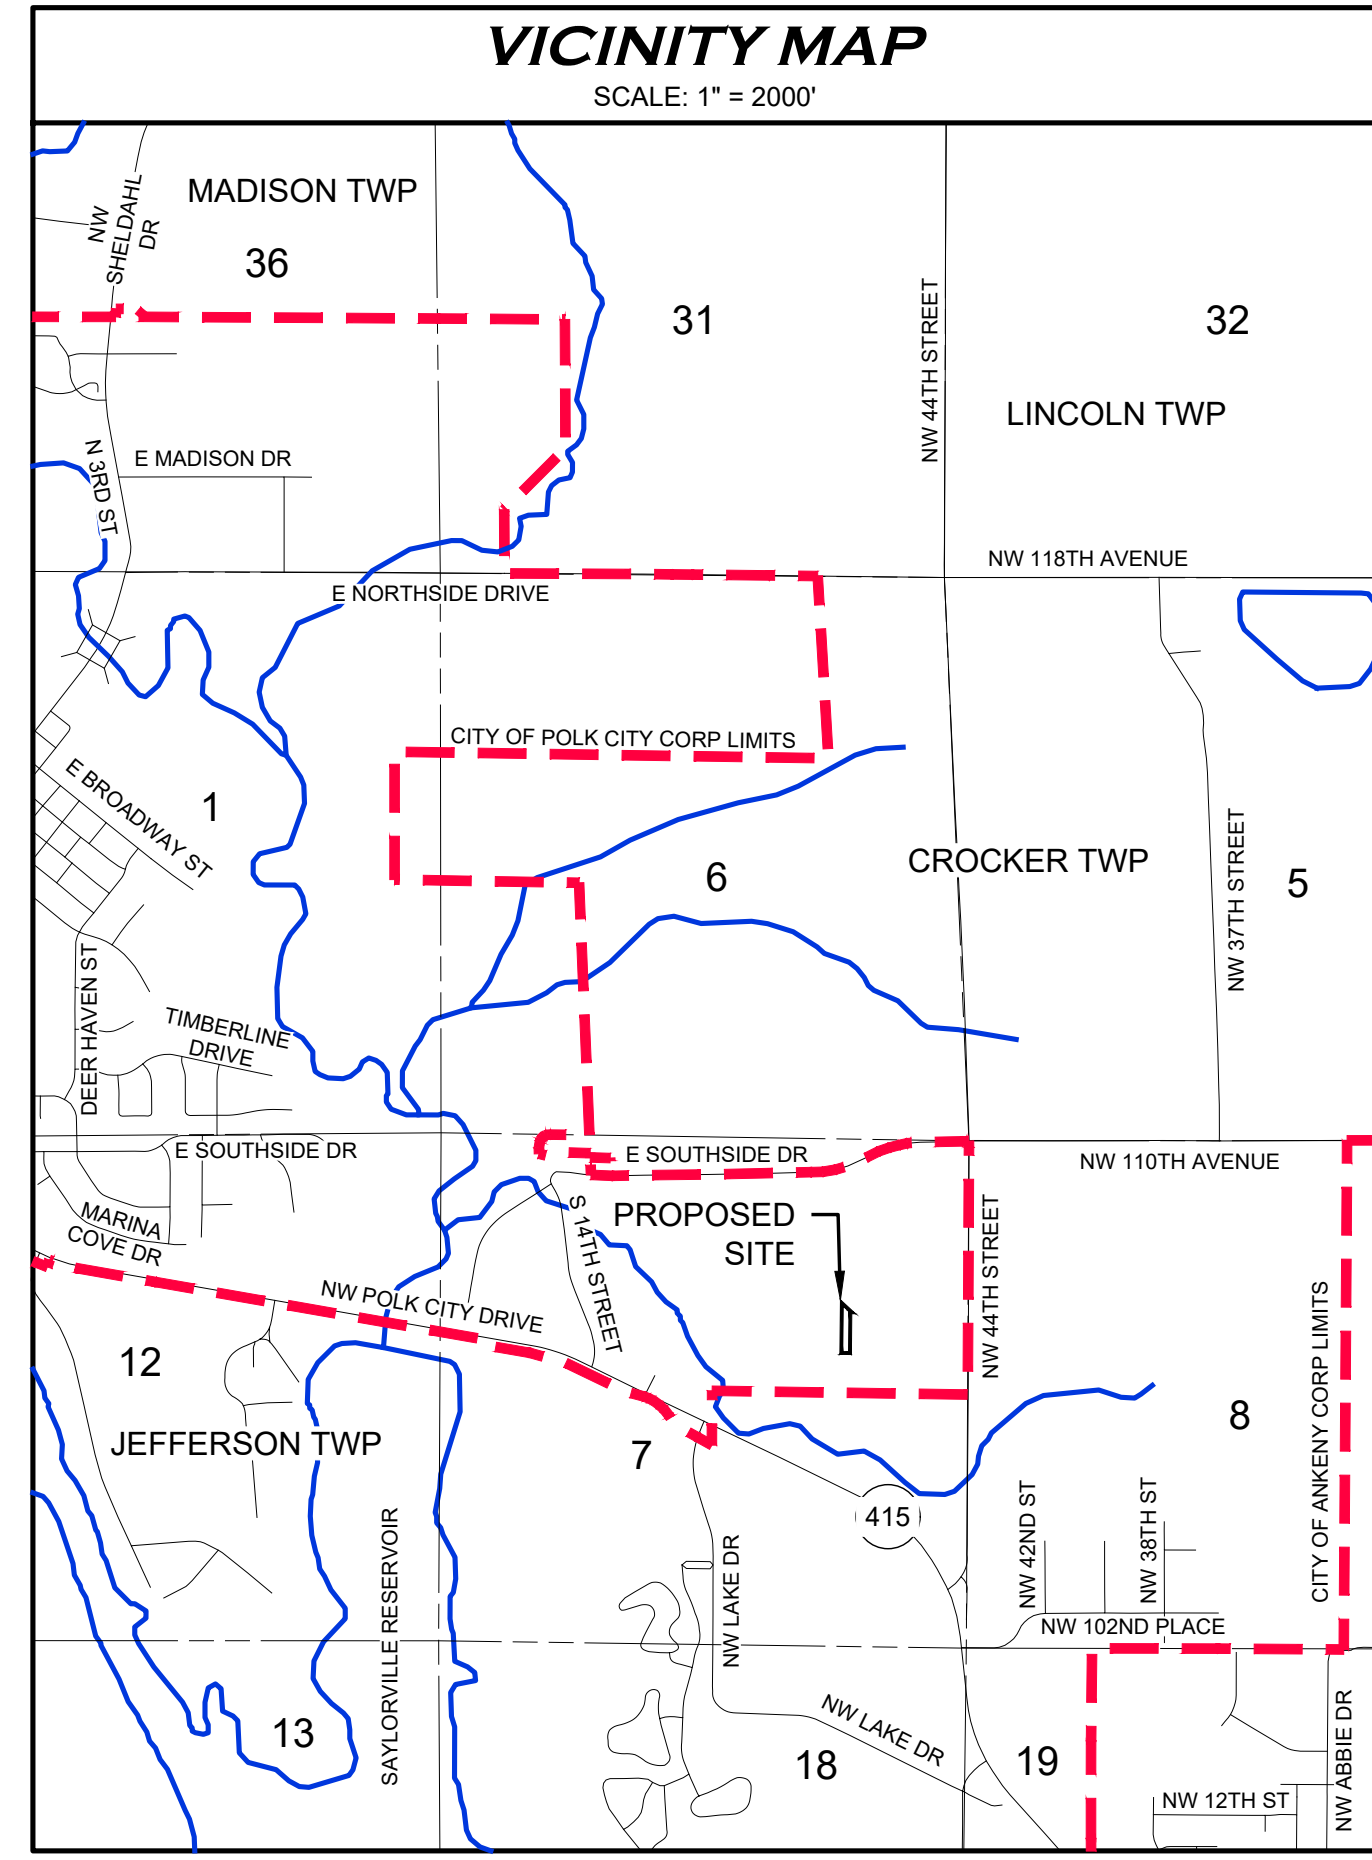 VICINITY MAP
SCALE: 1" = 2000'
MADISON TWP
NW
SHELDAHL
DR
36
31
32
NW 44TH STREET
LINCOLN TWP
N 3RD ST
E MADISON DR
NW 118TH AVENUE
E NORTHSIDE DRIVE
CITY OF POLK CITY CORP LIMITS
E BROADWAY ST
1
6
CROCKER TWP
NW 37TH STREET
5
DEER HAVEN ST
TIMBERLINE
DRIVE
E SOUTHSIDE DR
E SOUTHSIDE DR
NW 110TH AVENUE
MARINA
COVE DR
S 14TH STREET
PROPOSED
SITE
NW 44TH STREET
NW POLK CITY DRIVE
CITY OF ANKENY CORP LIMITS
12
8
JEFFERSON TWP
7
415
SAYLORVILLE RESERVOIR
NW LAKE DR
NW 42ND ST
NW 38TH ST
NW 102ND PLACE
13
NW LAKE DR
18
19
NW 12TH ST
NW ABBIE DR